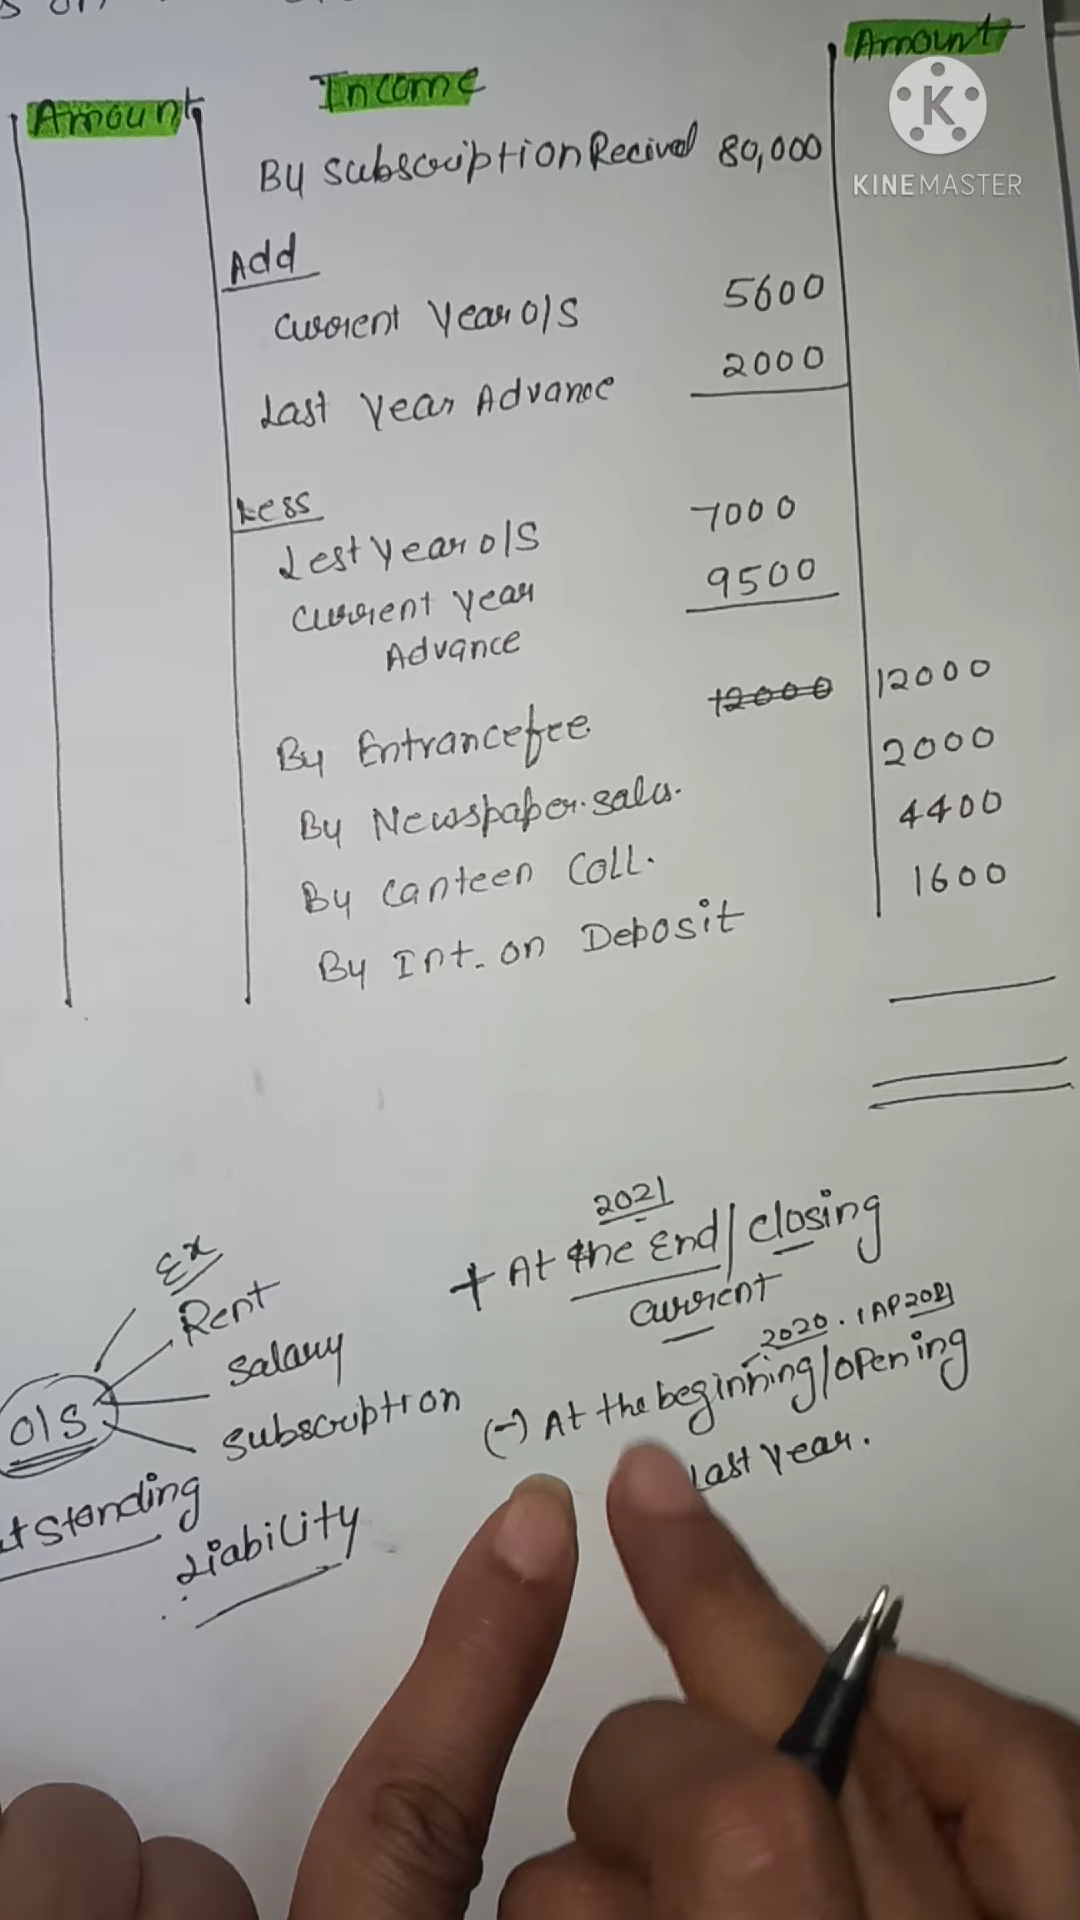 Amount Income Amount
By Subscription Recived 80,000
KINEMASTER
Add
Current Year O/S 5600
Last Year Advance 2000
Less
Lest Year O/S 7000
Current Year 9500
Advance
By Entrancefee 12000 12000
By Newspaper.sales. 2000
By Canteen Coll. 4400
By Int. on Deposit 1600
2021
+ At the End/closing
Current
2020.
(-) At the beginning/opening
Last Year.
Ex
Rent
Salary
O/S Subscription
tstanding
Liability